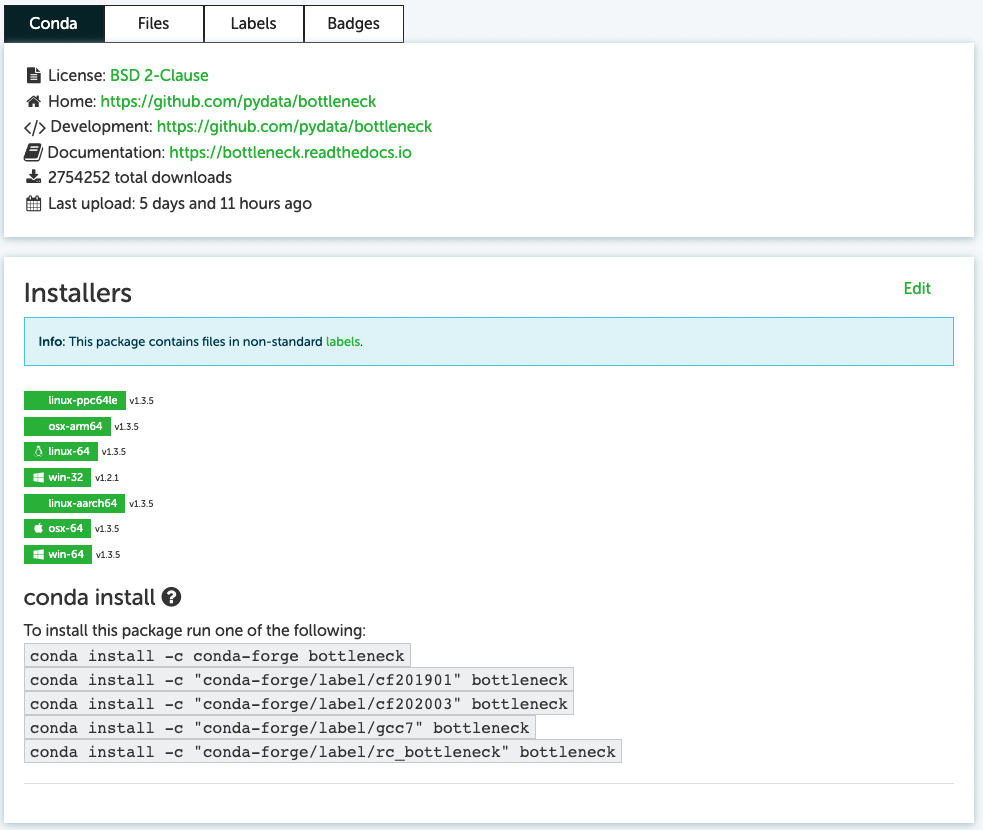 Conda Files Labels Badges
License: BSD 2-Clause
Home: https://github.com/pydata/bottleneck
</> Development: https://github.com/pydata/bottleneck
Documentation: https://bottleneck.readthedocs.io
2754252 total downloads
Last upload: 5 days and 11 hours ago
Installers Edit
Info: This package contains files in non-standard labels.
linux-ppc64le v1.3.5
osx-arm64 v1.3.5
linux-64 v1.3.5
win-32 v1.2.1
linux-aarch64 v1.3.5
osx-64 v1.3.5
win-64 v1.3.5
conda install ?
To install this package run one of the following:
conda install -c conda-forge bottleneck
conda install -c "conda-forge/label/cf201901" bottleneck
conda install -c "conda-forge/label/cf202003" bottleneck
conda install -c "conda-forge/label/gcc7" bottleneck
conda install -c "conda-forge/label/rc_bottleneck" bottleneck